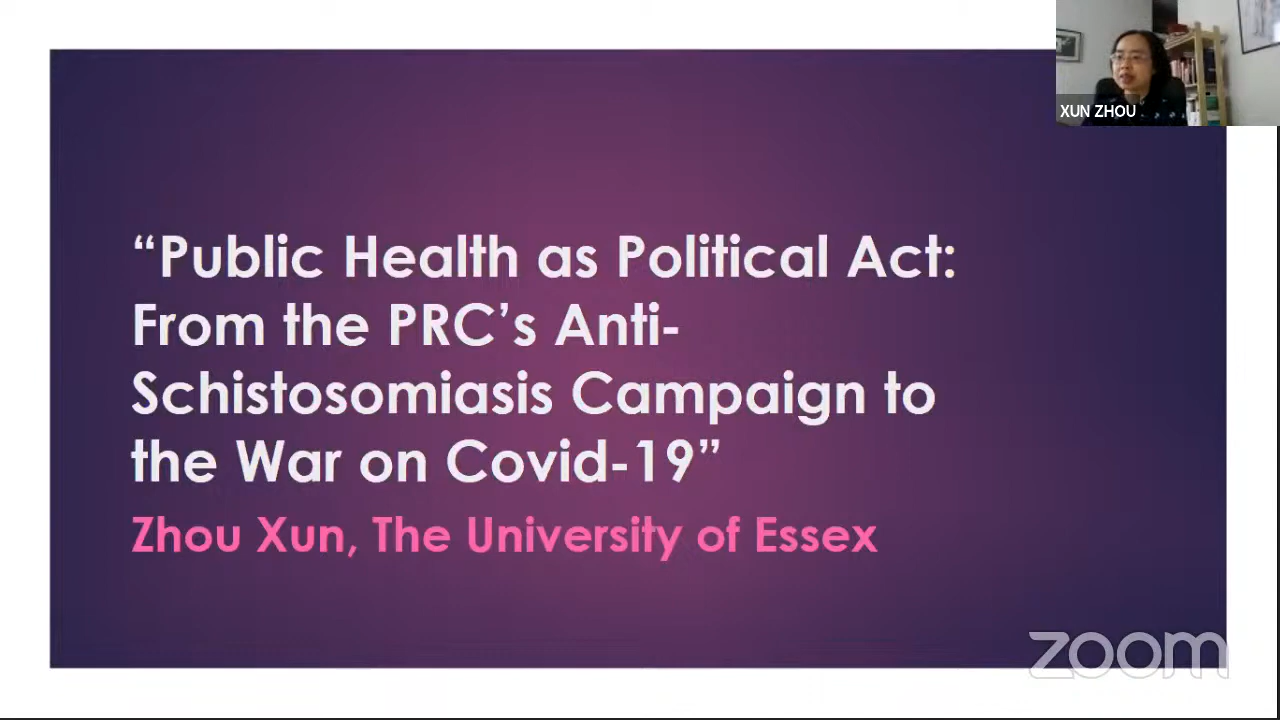 XUN ZHOU
“Public Health as Political Act:
From the PRC’s Anti-
Schistosomiasis Campaign to
the War on Covid-19”
Zhou Xun, The University of Essex
zoom